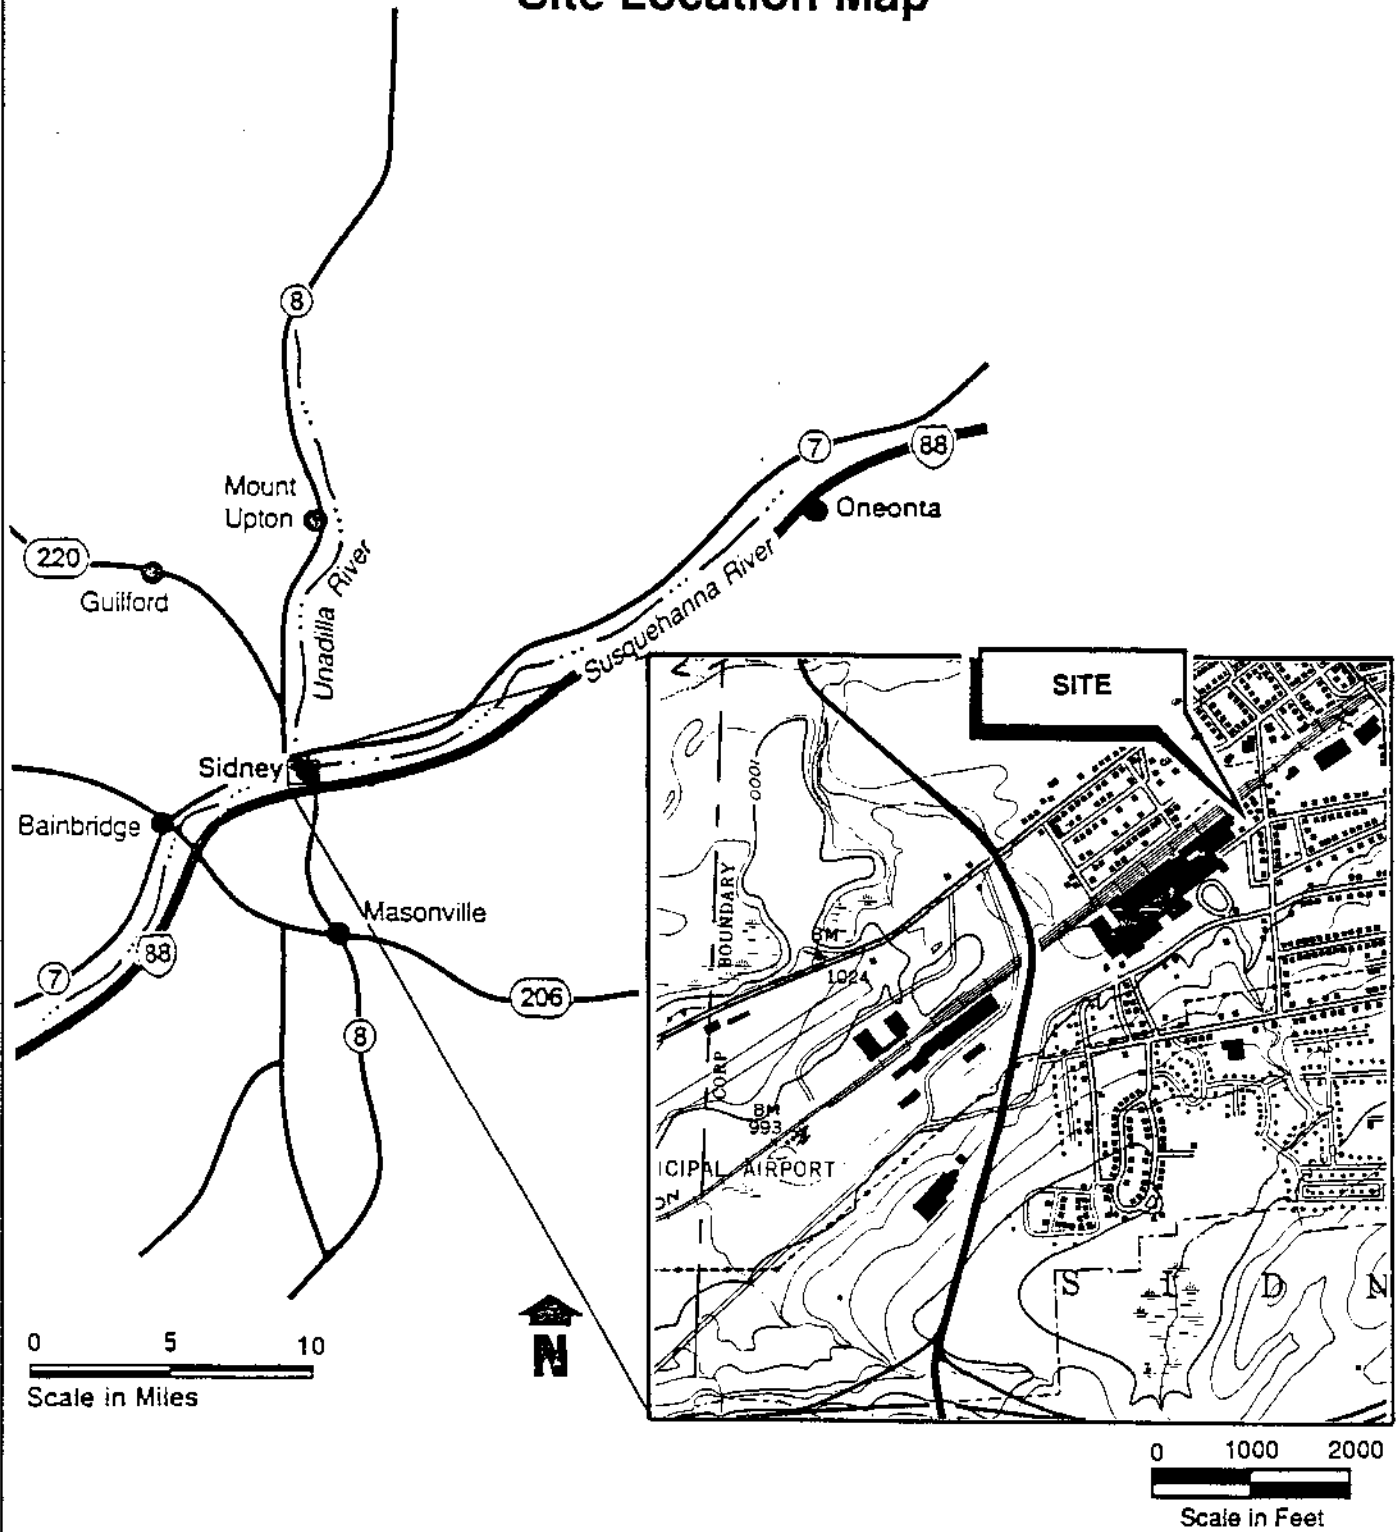 Site Location Map
8
7
88
Oneonta
Mount
Upton
220
Guilford
Unadilla River
Susquehanna River
SITE
Sidney
Bainbridge
Masonville
7
88
206
8
1000
BOUNDARY
CORP
BM
1024
BM
993
ICIPAL AIRPORT
ON
S I D N
0 5 10
Scale in Miles
N
0 1000 2000
Scale in Feet